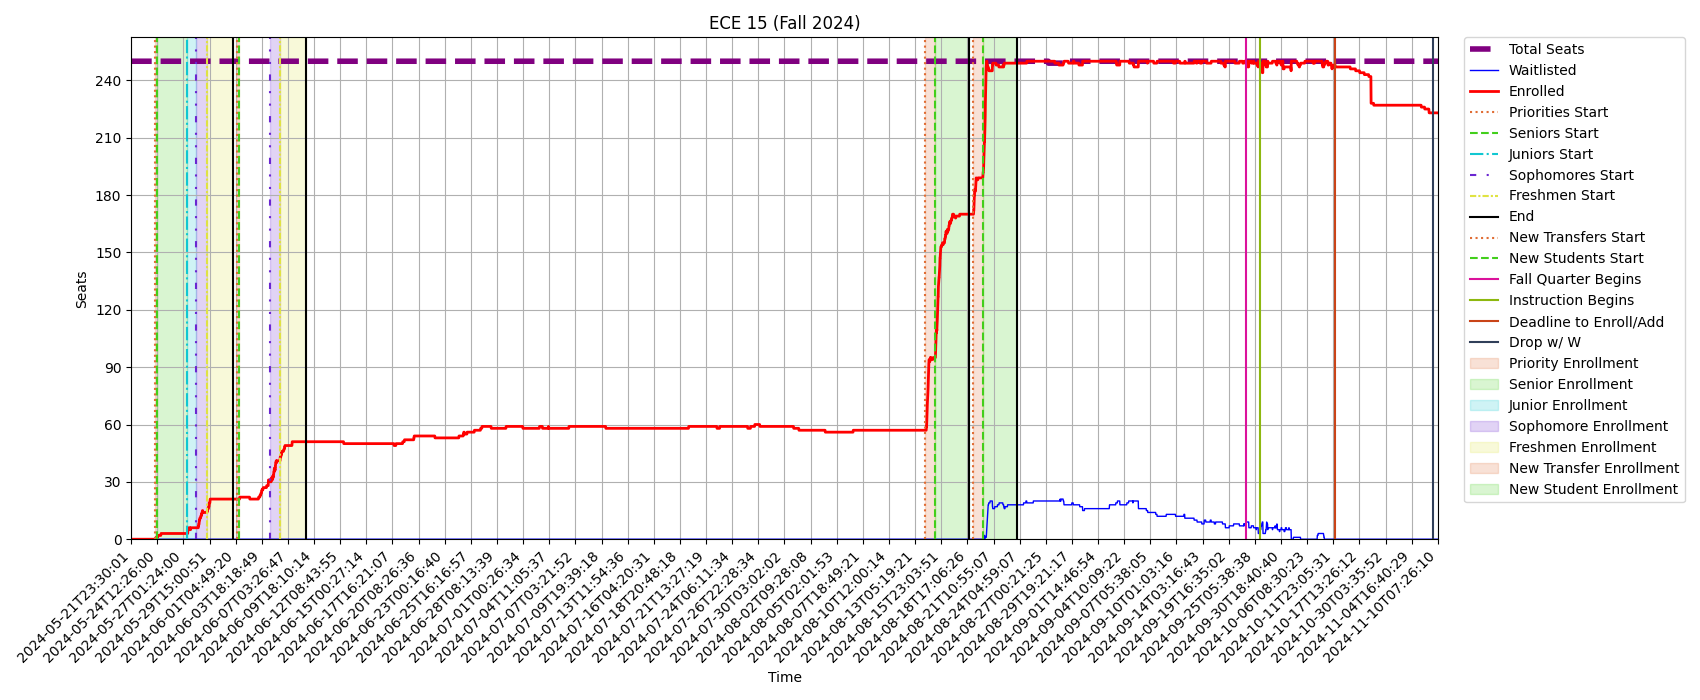 ECE 15 (Fall 2024)
Seats
240
210
180
150
120
90
60
30
0
2024-05-21T23:30:01
2024-05-24T12:26:00
2024-05-27T01:24:00
2024-05-29T15:00:51
2024-06-01T04:49:20
2024-06-03T18:18:49
2024-06-07T03:26:47
2024-06-09T18:10:14
2024-06-12T08:43:55
2024-06-15T00:27:14
2024-06-17T16:21:07
2024-06-20T08:26:36
2024-06-23T00:16:40
2024-06-25T16:16:57
2024-06-28T08:13:39
2024-07-01T00:26:34
2024-07-04T11:05:37
2024-07-07T03:21:52
2024-07-09T19:39:18
2024-07-13T11:54:36
2024-07-16T04:20:31
2024-07-18T20:48:18
2024-07-21T13:27:19
2024-07-24T06:11:34
2024-07-26T22:28:34
2024-07-30T03:02:02
2024-08-02T09:28:08
2024-08-05T02:01:53
2024-08-07T18:49:21
2024-08-10T12:00:14
2024-08-13T05:19:21
2024-08-15T23:03:51
2024-08-18T17:06:26
2024-08-21T10:55:07
2024-08-24T04:59:07
2024-08-27T00:21:25
2024-08-29T19:21:17
2024-09-01T14:46:54
2024-09-04T10:09:22
2024-09-07T05:38:05
2024-09-10T01:03:16
2024-09-14T03:16:43
2024-09-19T16:35:02
2024-09-25T05:38:38
2024-09-30T18:40:40
2024-10-06T08:30:23
2024-10-11T23:05:31
2024-10-17T13:26:12
2024-10-30T03:35:52
2024-11-04T16:40:29
2024-11-10T07:26:10
Time
Total Seats
Waitlisted
Enrolled
Priorities Start
Seniors Start
Juniors Start
Sophomores Start
Freshmen Start
End
New Transfers Start
New Students Start
Fall Quarter Begins
Instruction Begins
Deadline to Enroll/Add
Drop w/ W
Priority Enrollment
Senior Enrollment
Junior Enrollment
Sophomore Enrollment
Freshmen Enrollment
New Transfer Enrollment
New Student Enrollment